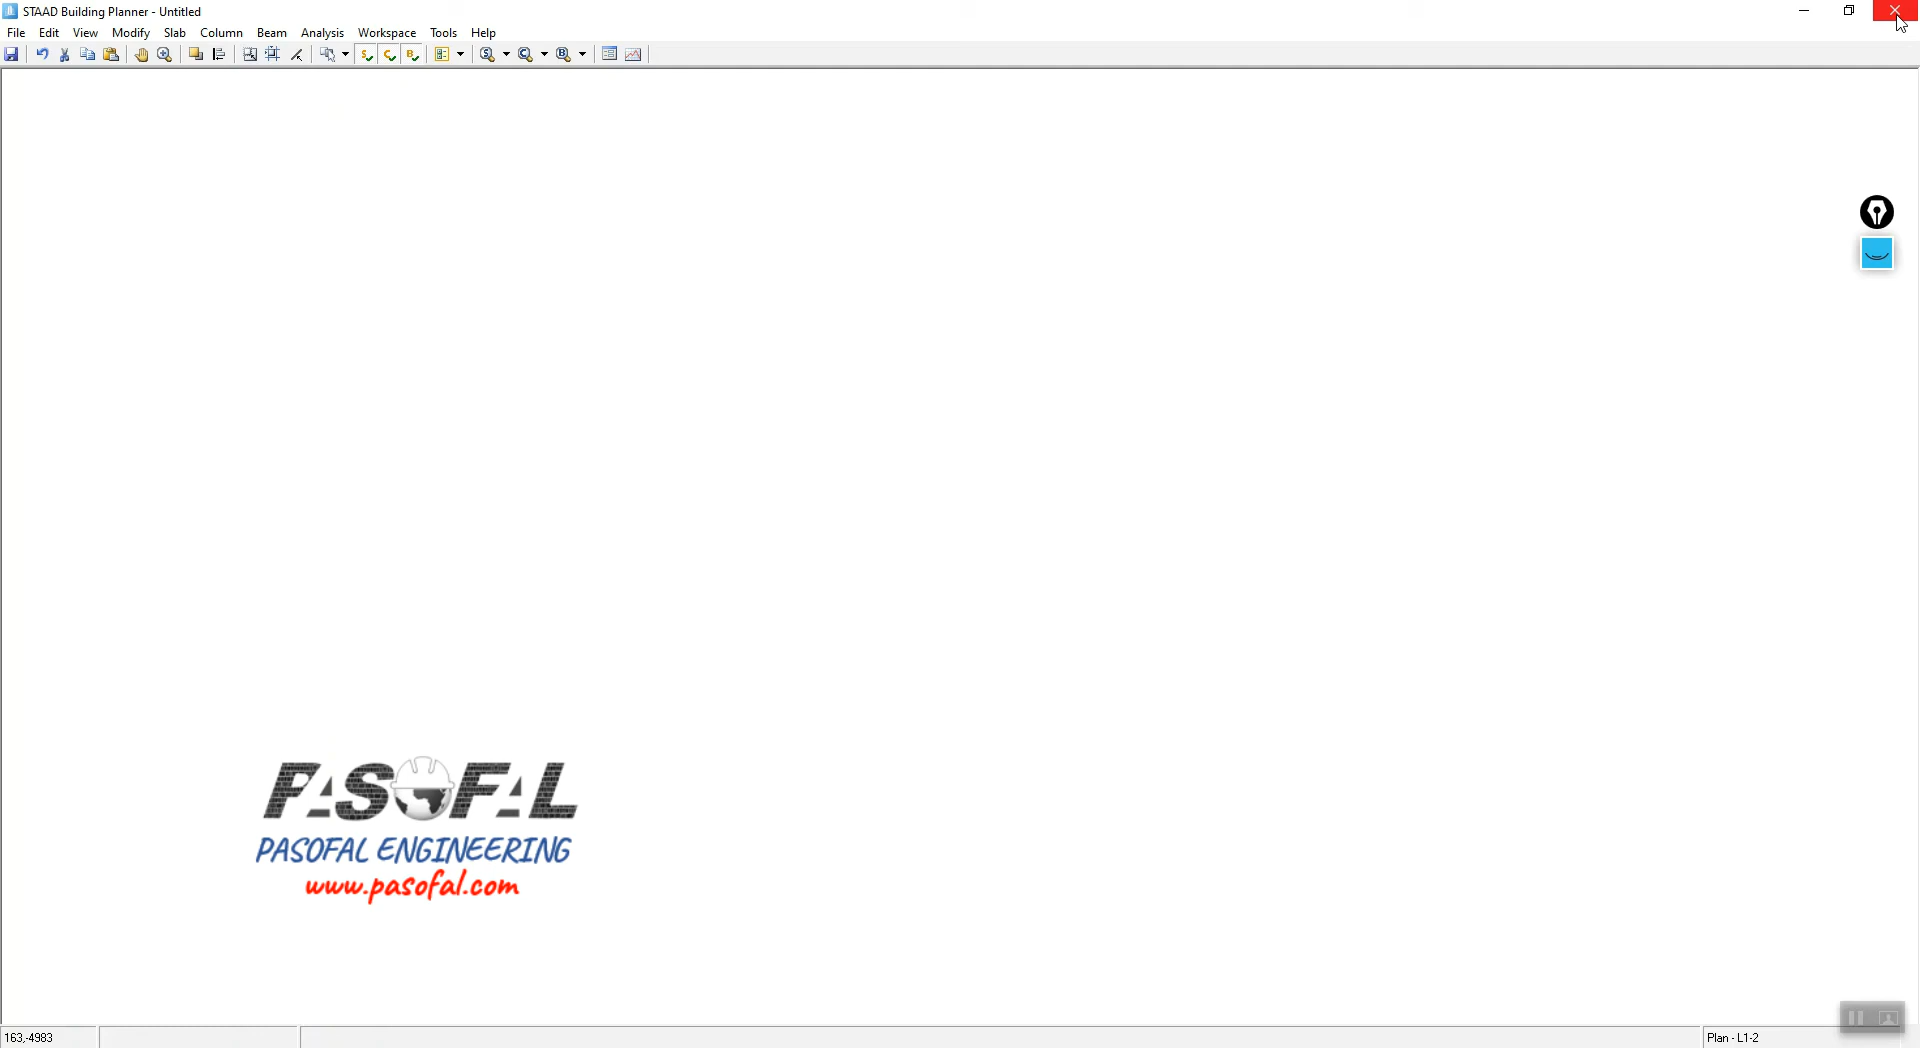 STAAD Building Planner - Untitled
File Edit View Modify Slab Column Beam Analysis Workspace Tools Help
PASOFAL
PASOFAL ENGINEERING
www.pasofal.com
163,-4983
Plan - L1-2